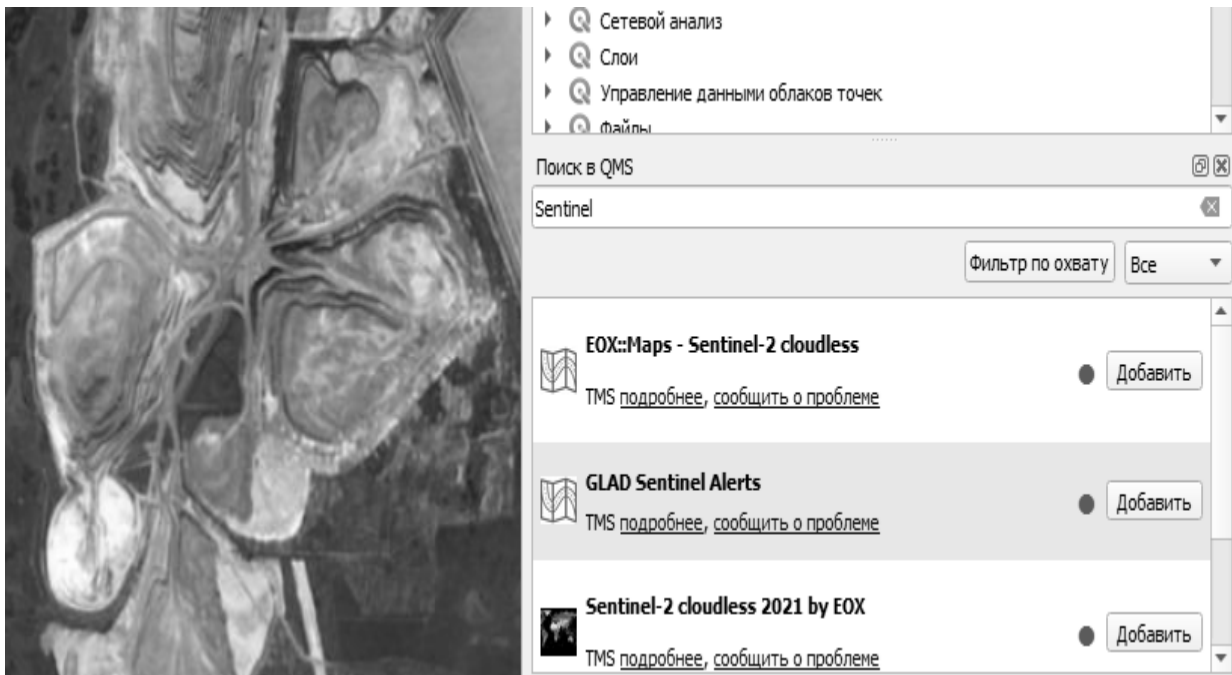 Сетевой анализ
Слои
Управление данными облаков точек
Файлы
Поиск в QMS
Sentinel
Фильтр по охвату Все
EOX::Maps - Sentinel-2 cloudless
Добавить
TMS подробнее, сообщить о проблеме
GLAD Sentinel Alerts
Добавить
TMS подробнее, сообщить о проблеме
Sentinel-2 cloudless 2021 by EOX
Добавить
TMS подробнее, сообщить о проблеме